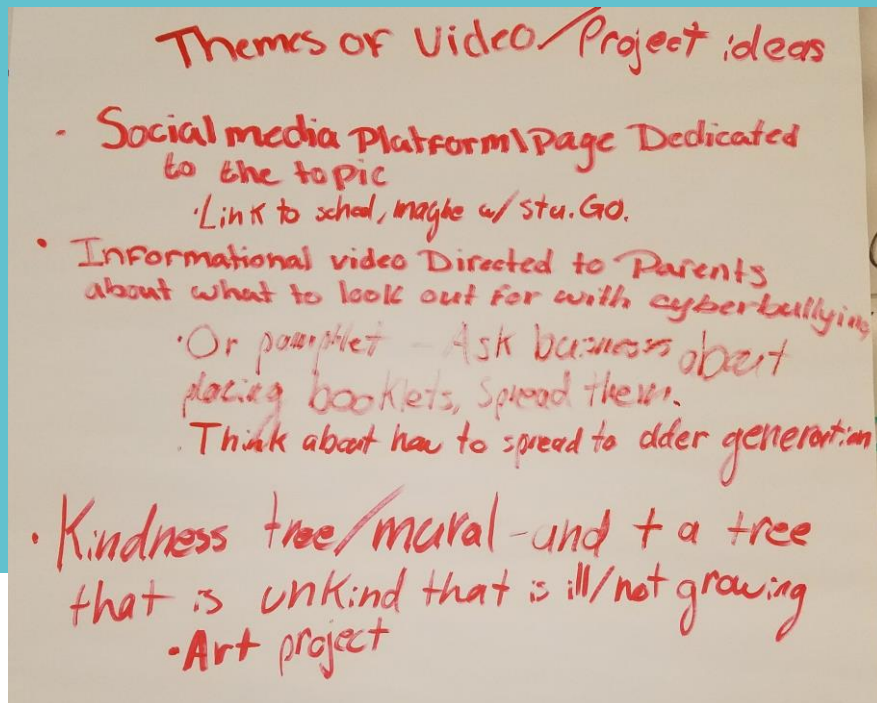 Themes of Video/Project ideas
· Social media Platform\Page Dedicated
to the topic
· Link to school, maybe w/ stu. Go.
· Informational video Directed to Parents
about what to look out for with cyberbullying
· Or pamphlet - Ask businesses about
placing booklets, spread them.
· Think about how to spread to older generation
· Kindness tree/mural - and + a tree
that is unkind that is ill/not growing
· Art project